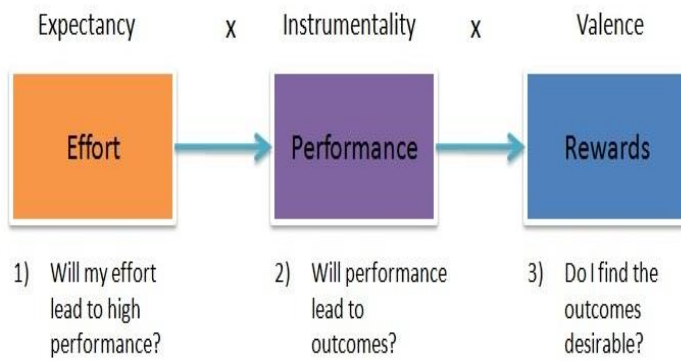 Expectancy x Instrumentality x Valence
Effort Performance Rewards
1) Will my effort
lead to high
performance?
2) Will performance
lead to
outcomes?
3) Do I find the
outcomes
desirable?